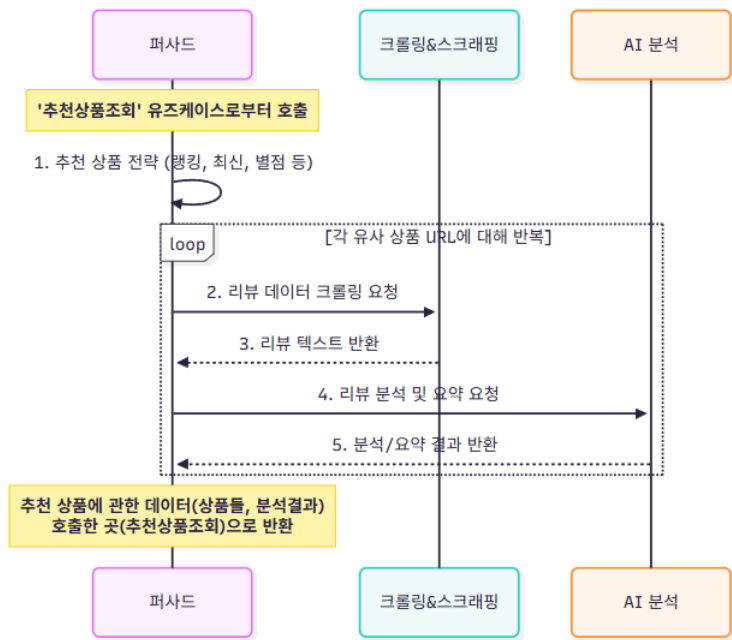 퍼사드
크롤링&스크래핑
AI 분석
'추천상품조회' 유즈케이스로부터 호출
1. 추천 상품 전략 (랭킹, 최신, 별점 등)
loop
[각 유사 상품 URL에 대해 반복]
2. 리뷰 데이터 크롤링 요청
3. 리뷰 텍스트 반환
4. 리뷰 분석 및 요약 요청
5. 분석/요약 결과 반환
추천 상품에 관한 데이터(상품들, 분석결과)
호출한 곳(추천상품조회)으로 반환
퍼사드
크롤링&스크래핑
AI 분석